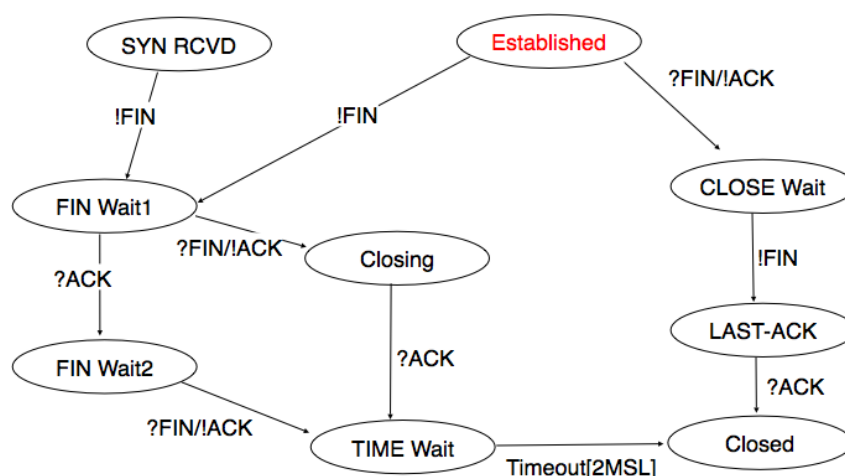 SYN RCVD
Established
?FIN/!ACK
!FIN
!FIN
CLOSE Wait
FIN Wait1
?FIN/!ACK
Closing
!FIN
?ACK
LAST-ACK
?ACK
FIN Wait2
?ACK
?FIN/!ACK
TIME Wait
Closed
Timeout[2MSL]